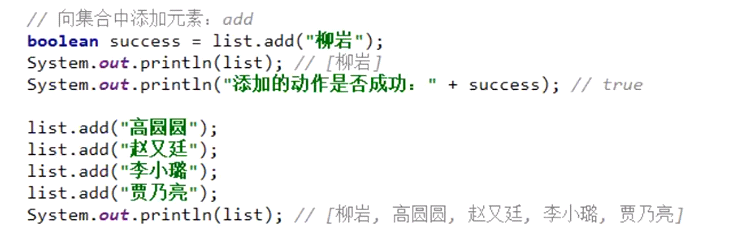 // 向集合中添加元素：add
boolean success = list.add("柳岩");
System.out.println(list); // [柳岩]
System.out.println("添加的动作是否成功：" + success); // true
list.add("高圆圆");
list.add("赵又廷");
list.add("李小璐");
list.add("贾乃亮");
System.out.println(list); // [柳岩, 高圆圆, 赵又廷, 李小璐, 贾乃亮]